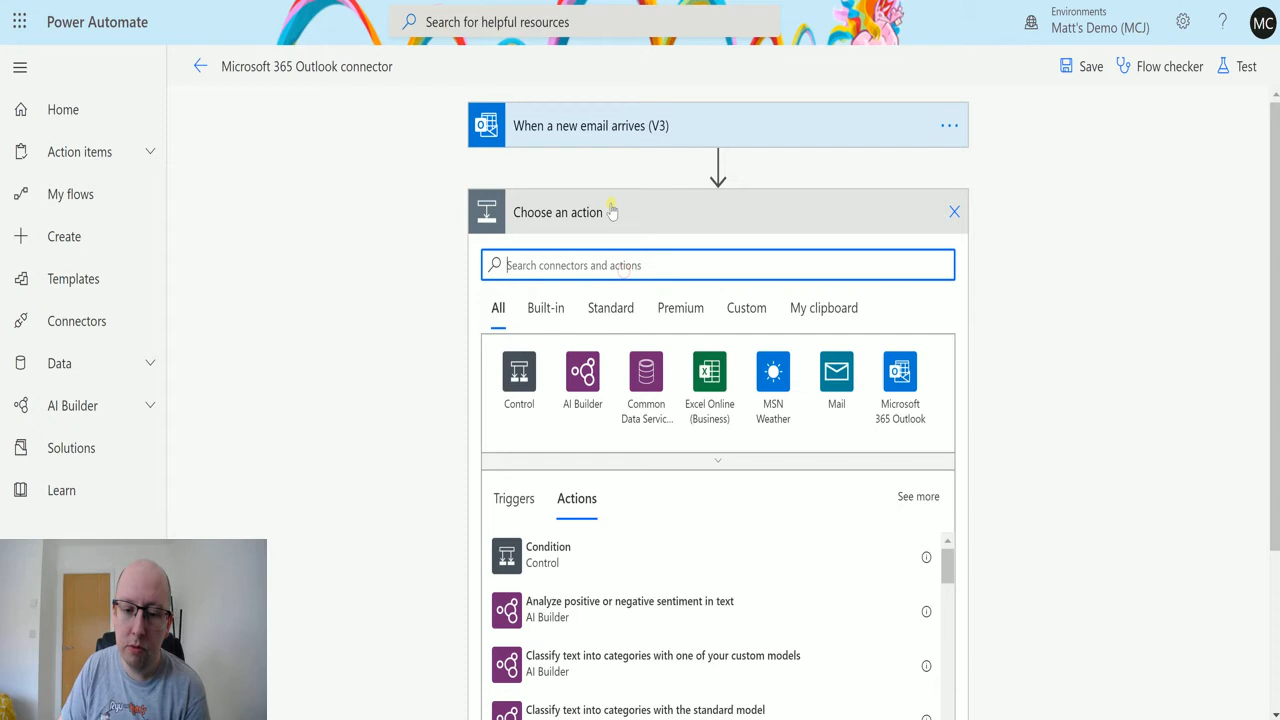 Power Automate
Search for helpful resources
Environments
Matt's Demo (MCJ)
MC
Microsoft 365 Outlook connector
Save
Flow checker
Test
Home
Action items
My flows
Create
Templates
Connectors
Data
AI Builder
Solutions
Learn
When a new email arrives (V3)
Choose an action
Search connectors and actions
All
Built-in
Standard
Premium
Custom
My clipboard
Control
AI Builder
Common
Data Servic...
Excel Online
(Business)
MSN
Weather
Mail
Microsoft
365 Outlook
Triggers
Actions
See more
Condition
Control
Analyze positive or negative sentiment in text
AI Builder
Classify text into categories with one of your custom models
AI Builder
Classify text into categories with the standard model